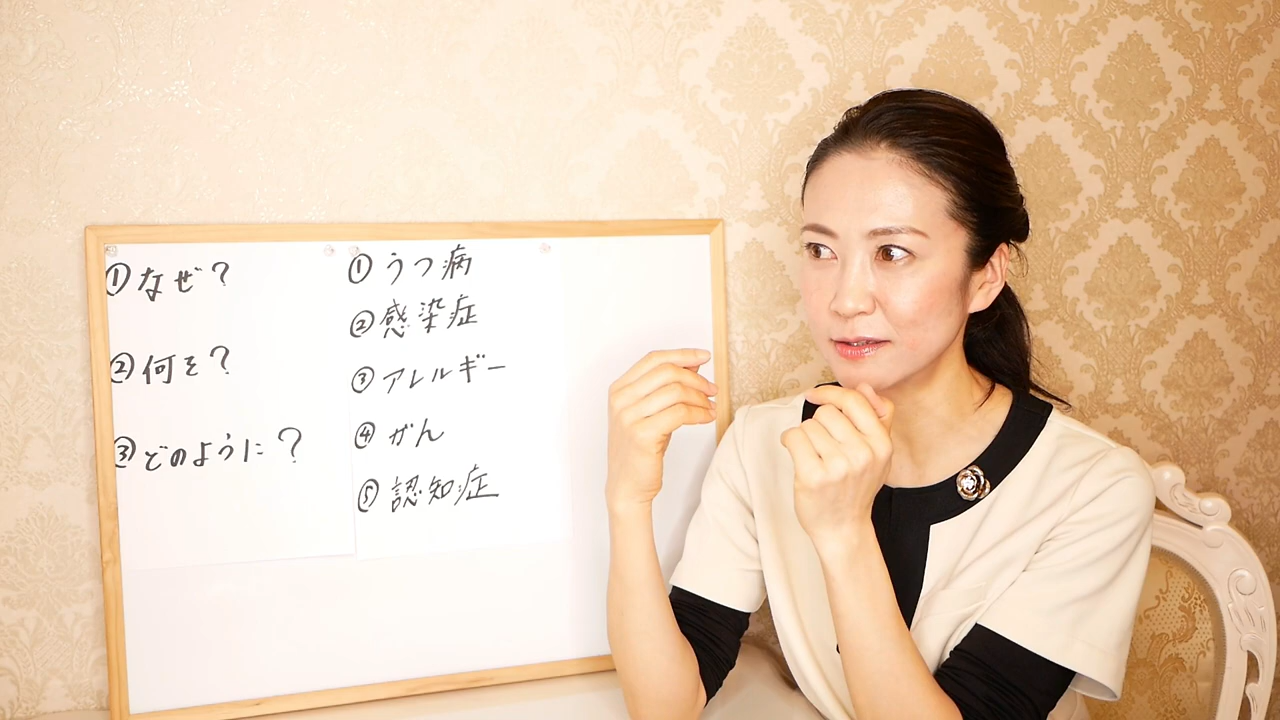 ①なぜ?
②何を?
③どのように?
①うつ病
②感染症
③アレルギー
④がん
⑤認知症